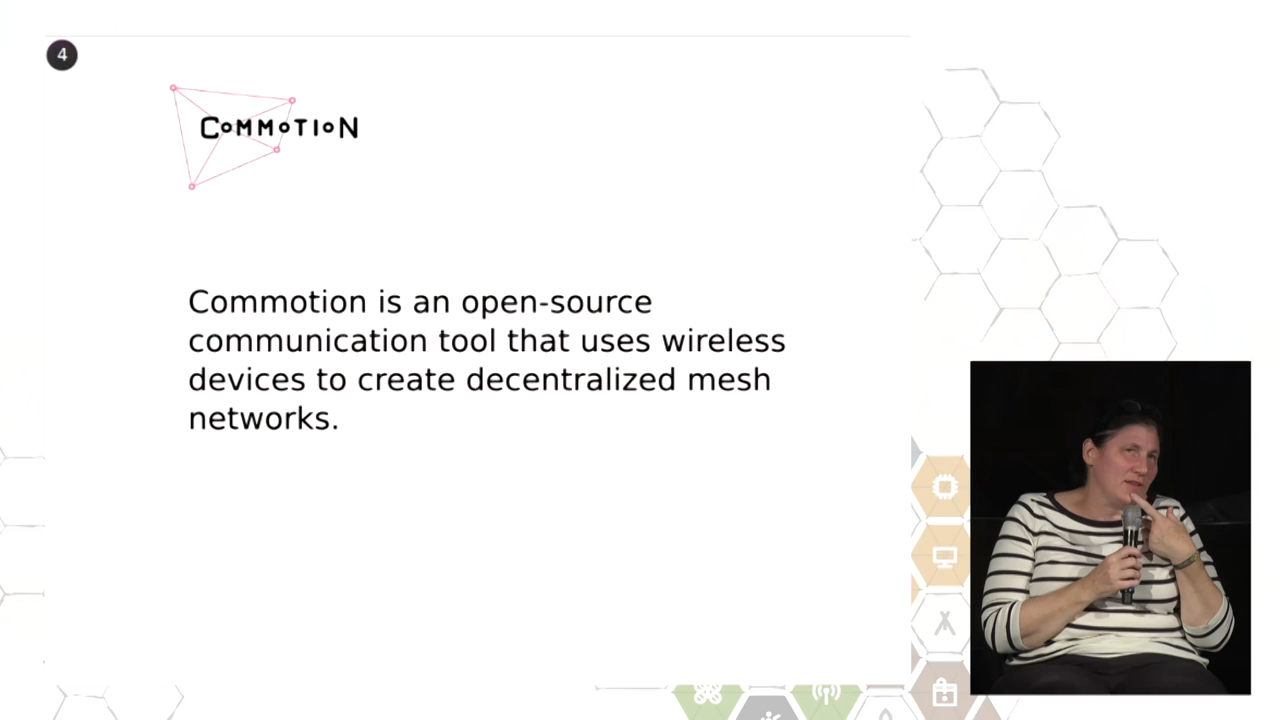 4
COMMOTION
Commotion is an open-source
communication tool that uses wireless
devices to create decentralized mesh
networks.